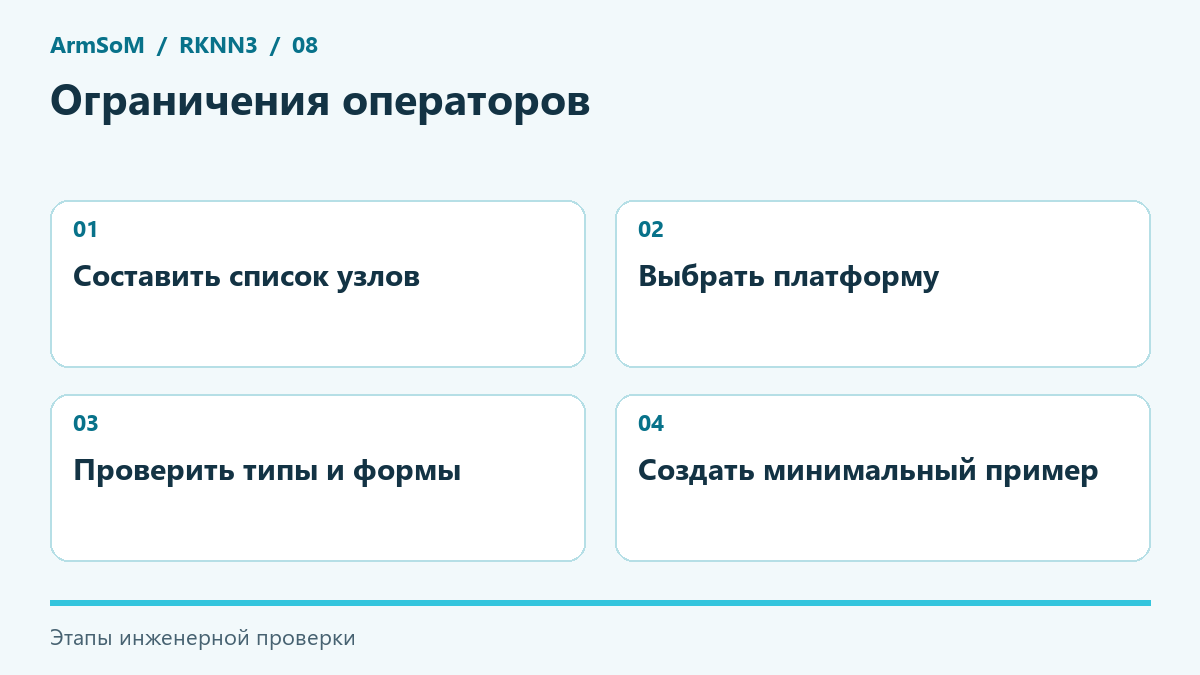 ArmSoM / RKNN3 / 08
Ограничения операторов
01
Составить список узлов
02
Выбрать платформу
03
Проверить типы и формы
04
Создать минимальный пример
Этапы инженерной проверки